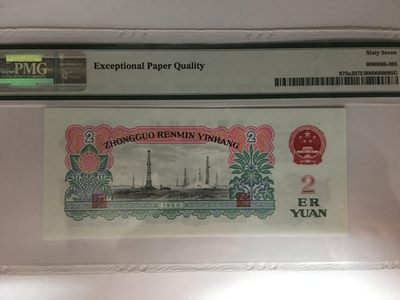 PMG
Exceptional Paper Quality
Sixty Seven
2
ZHONGGUO RENMIN YINHANG
2
1960
2
ER
YUAN